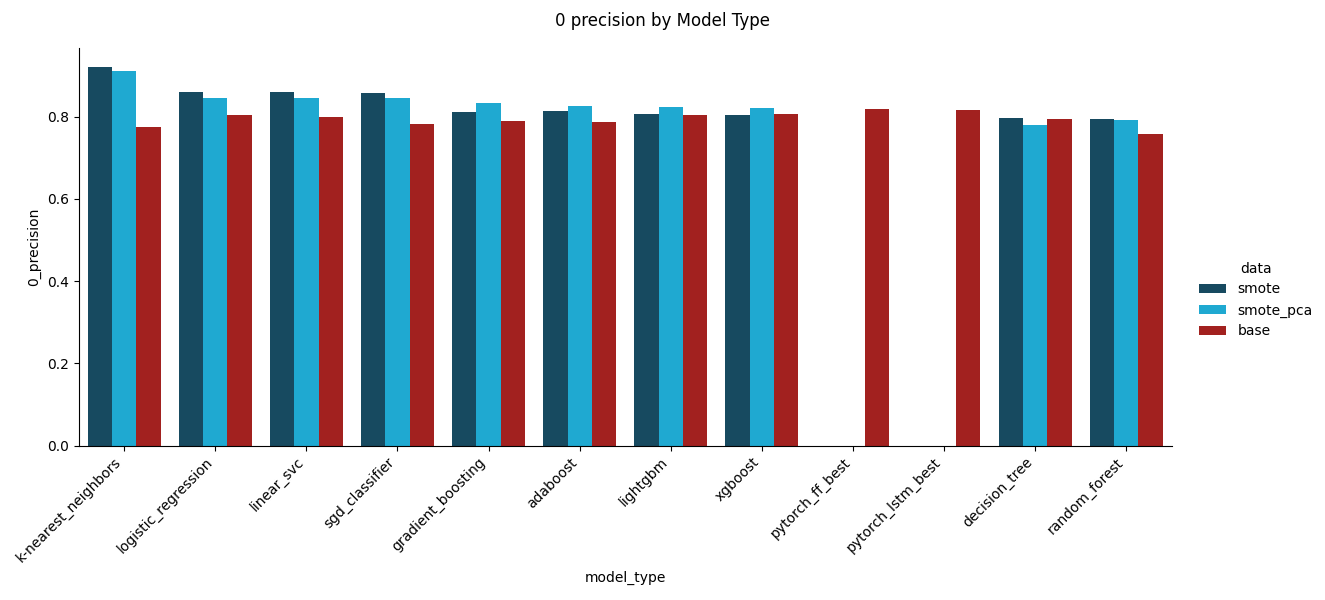 0 precision by Model Type
0_precision
0.8
0.6
0.4
0.2
0.0
k-nearest_neighbors
logistic_regression
linear_svc
sgd_classifier
gradient_boosting
adaboost
lightgbm
xgboost
pytorch_ff_best
pytorch_lstm_best
decision_tree
random_forest
model_type
data
smote
smote_pca
base